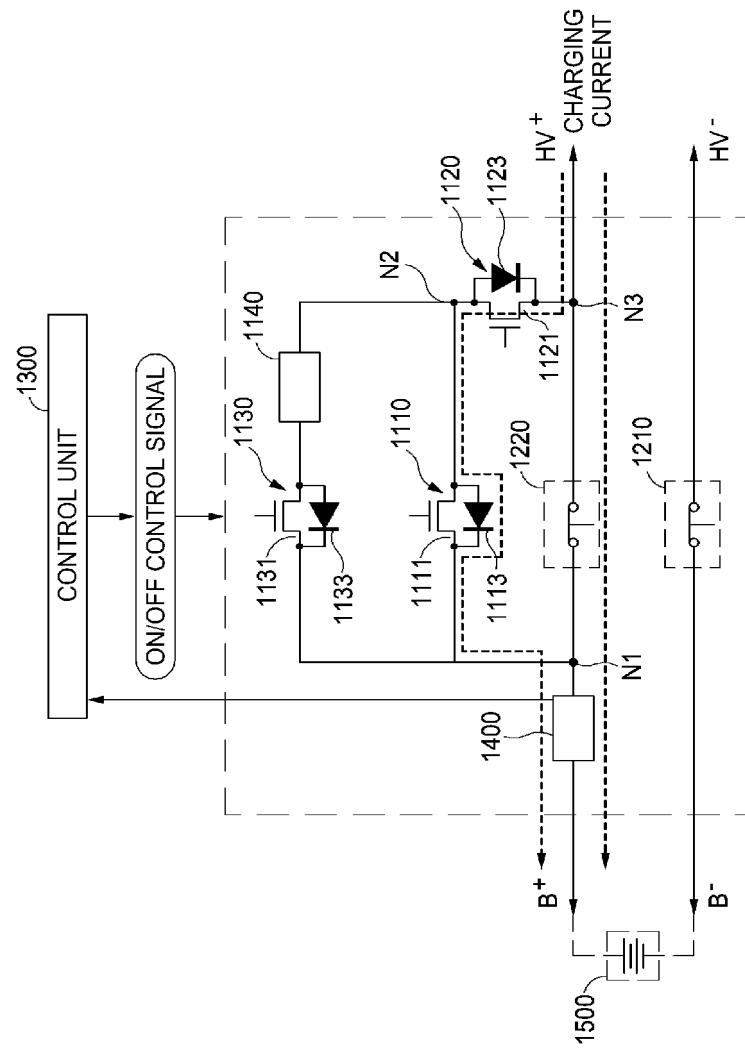 1300
CONTROL UNIT
ON/OFF CONTROL SIGNAL
1140
1130
1131
1133
N2
1120
1123
1121
1110
1111
1113
HV+
CHARGING
CURRENT
N3
1220
1210
N1
1400
B+
B-
HV-
1500